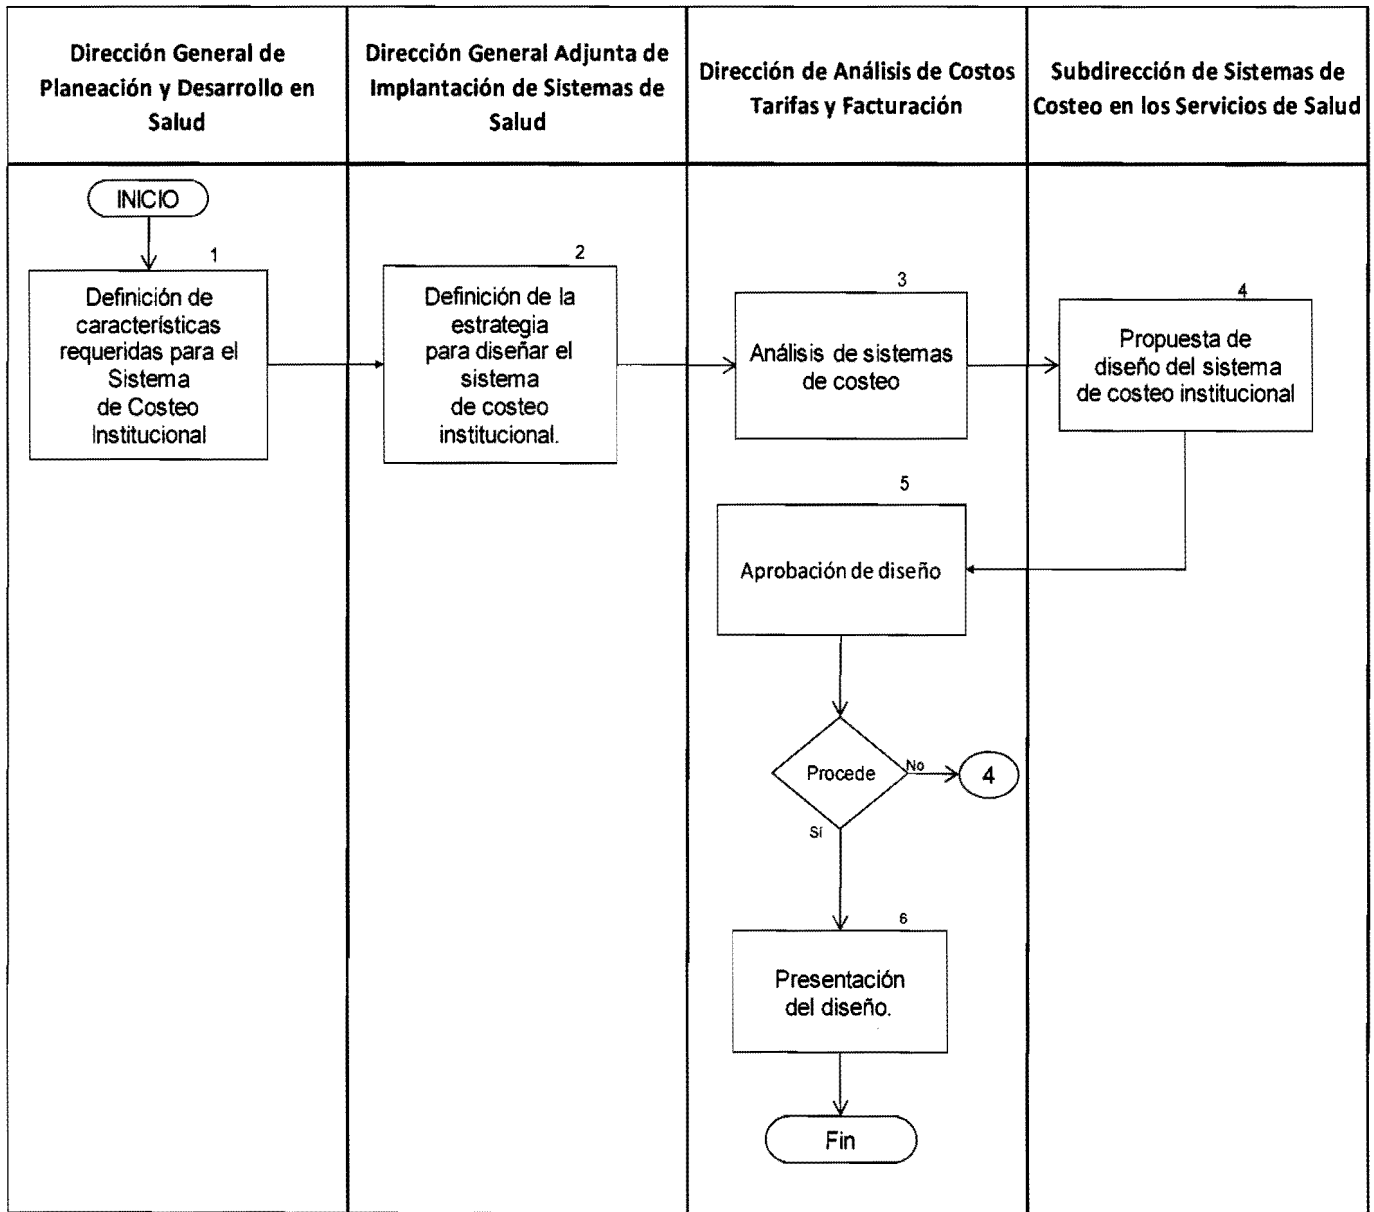 Dirección General de
Planeación y Desarrollo en
Salud
Dirección General Adjunta de
Implantación de Sistemas de
Salud
Dirección de Análisis de Costos
Tarifas y Facturación
Subdirección de Sistemas de
Costeo en los Servicios de Salud
INICIO
1
Definición de
características
requeridas para el
Sistema
de Costeo
Institucional
2
Definición de la
estrategia
para diseñar el
sistema
de costeo
institucional.
3
Análisis de sistemas
de costeo
4
Propuesta de
diseño del sistema
de costeo institucional
5
Aprobación de diseño
Procede
No
4
Sí
6
Presentación
del diseño.
Fin